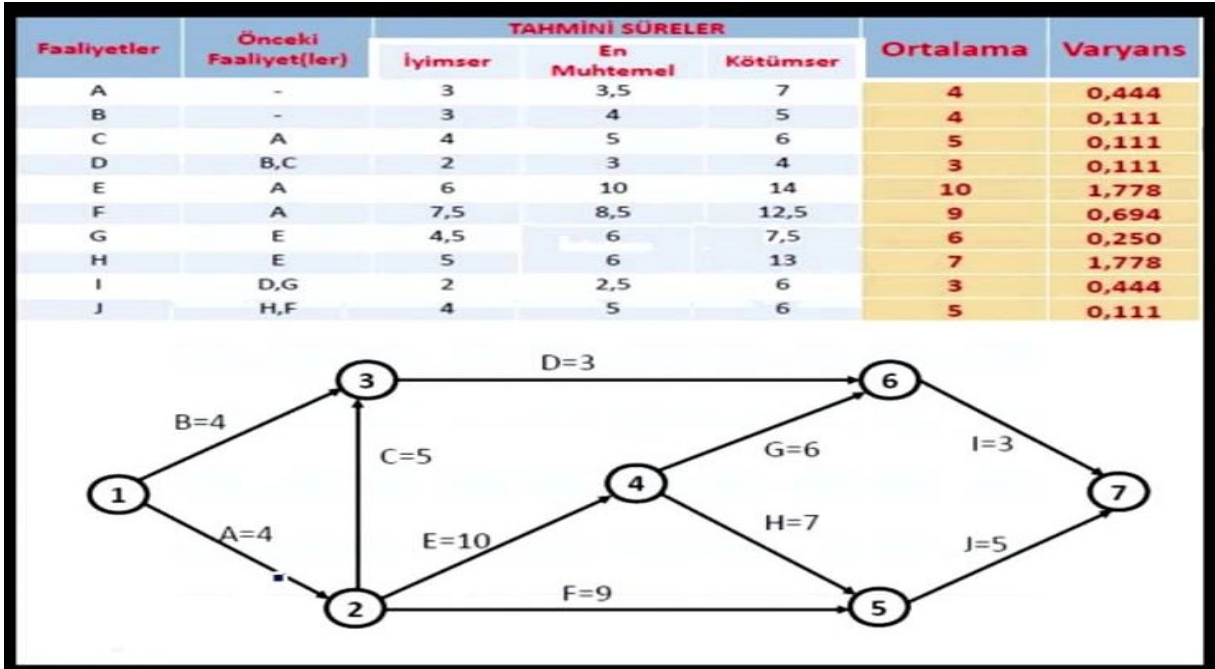 TAHMİNİ SÜRELER
Faaliyetler Önceki Faaliyet(ler) İyimser En Muhtemel Kötümser Ortalama Varyans
A - 3 3,5 7 4 0,444
B - 3 4 5 4 0,111
C A 4 5 6 5 0,111
D B,C 2 3 4 3 0,111
E A 6 10 14 10 1,778
F A 7,5 8,5 12,5 9 0,694
G E 4,5 6 7,5 6 0,250
H E 5 6 13 7 1,778
I D,G 2 2,5 6 3 0,444
J H,F 4 5 6 5 0,111
D=3
3
6
B=4
C=5
G=6
I=3
1
4
7
A=4
E=10
H=7
J=5
F=9
2
5